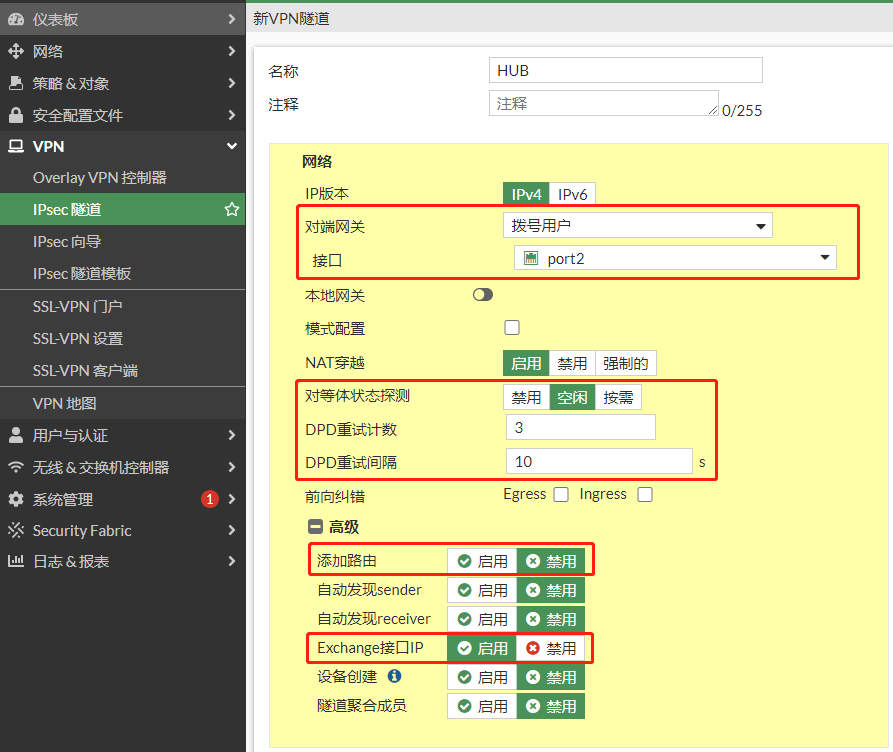 仪表板
网络
策略 & 对象
安全配置文件
VPN
Overlay VPN 控制器
IPsec 隧道
IPsec 向导
IPsec 隧道模板
SSL-VPN 门户
SSL-VPN 设置
SSL-VPN 客户端
VPN 地图
用户与认证
无线 & 交换机控制器
系统管理 1
Security Fabric
日志 & 报表
新VPN隧道
名称 HUB
注释 注释 0/255
网络
IP版本 IPv4 IPv6
对端网关 拨号用户
接口 port2
本地网关
模式配置
NAT穿越 启用 禁用 强制的
对等体状态探测 禁用 空闲 按需
DPD重试计数 3
DPD重试间隔 10 s
前向纠错 Egress Ingress
高级
添加路由 启用 禁用
自动发现sender 启用 禁用
自动发现receiver 启用 禁用
Exchange接口IP 启用 禁用
设备创建 启用 禁用
隧道聚合成员 启用 禁用